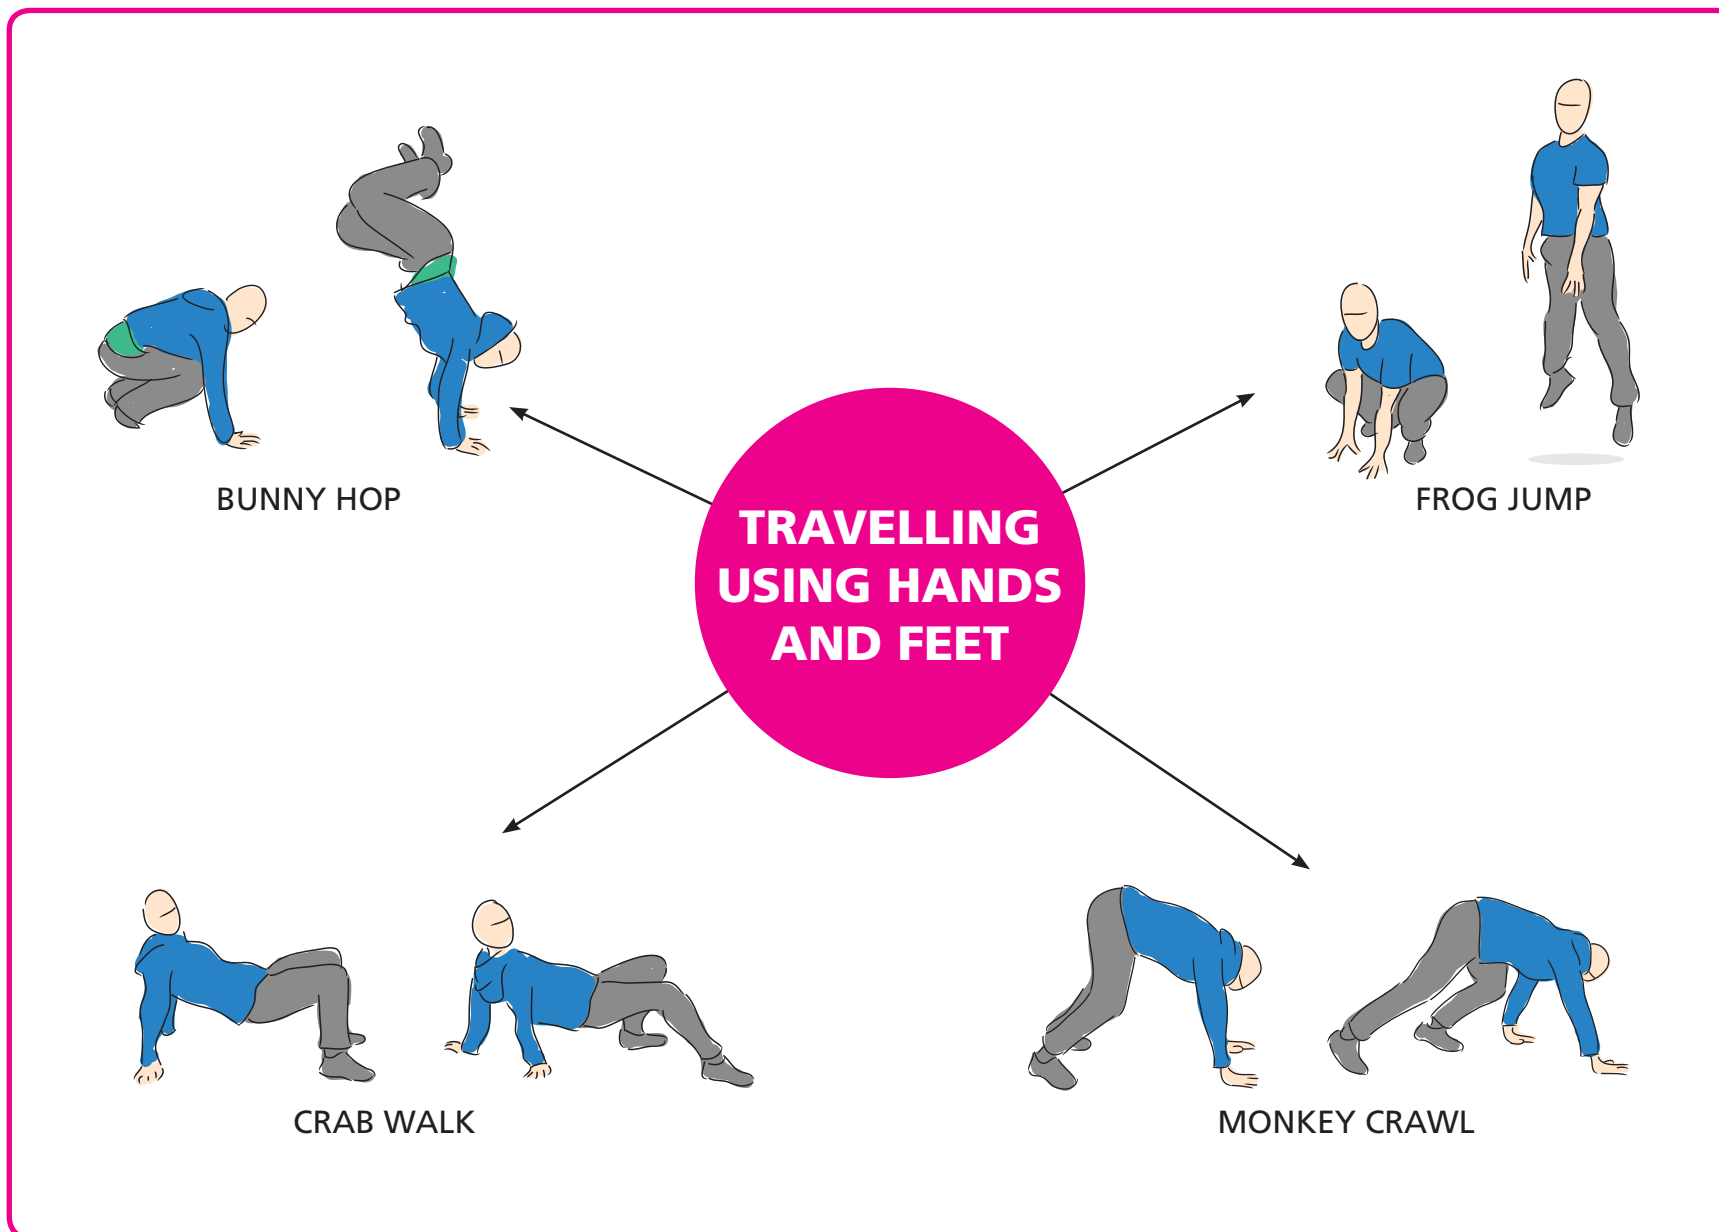 BUNNY HOP
FROG JUMP
TRAVELLING
USING HANDS
AND FEET
CRAB WALK
MONKEY CRAWL